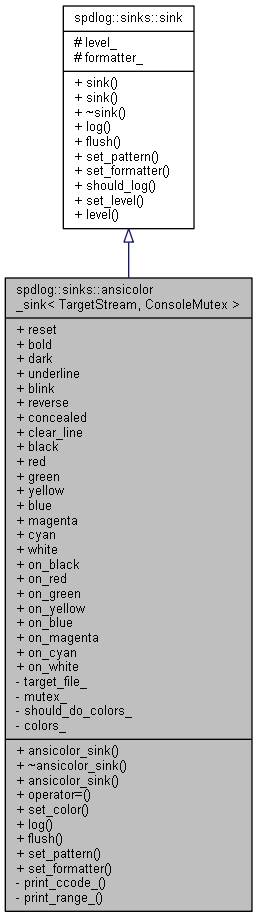 spdlog::sinks::sink
# level_
# formatter_
+ sink()
+ sink()
+ ~sink()
+ log()
+ flush()
+ set_pattern()
+ set_formatter()
+ should_log()
+ set_level()
+ level()
spdlog::sinks::ansicolor
_sink< TargetStream, ConsoleMutex >
+ reset
+ bold
+ dark
+ underline
+ blink
+ reverse
+ concealed
+ clear_line
+ black
+ red
+ green
+ yellow
+ blue
+ magenta
+ cyan
+ white
+ on_black
+ on_red
+ on_green
+ on_yellow
+ on_blue
+ on_magenta
+ on_cyan
+ on_white
- target_file_
- mutex_
- should_do_colors_
- colors_
+ ansicolor_sink()
+ ~ansicolor_sink()
+ ansicolor_sink()
+ operator=()
+ set_color()
+ log()
+ flush()
+ set_pattern()
+ set_formatter()
- print_ccode_()
- print_range_()